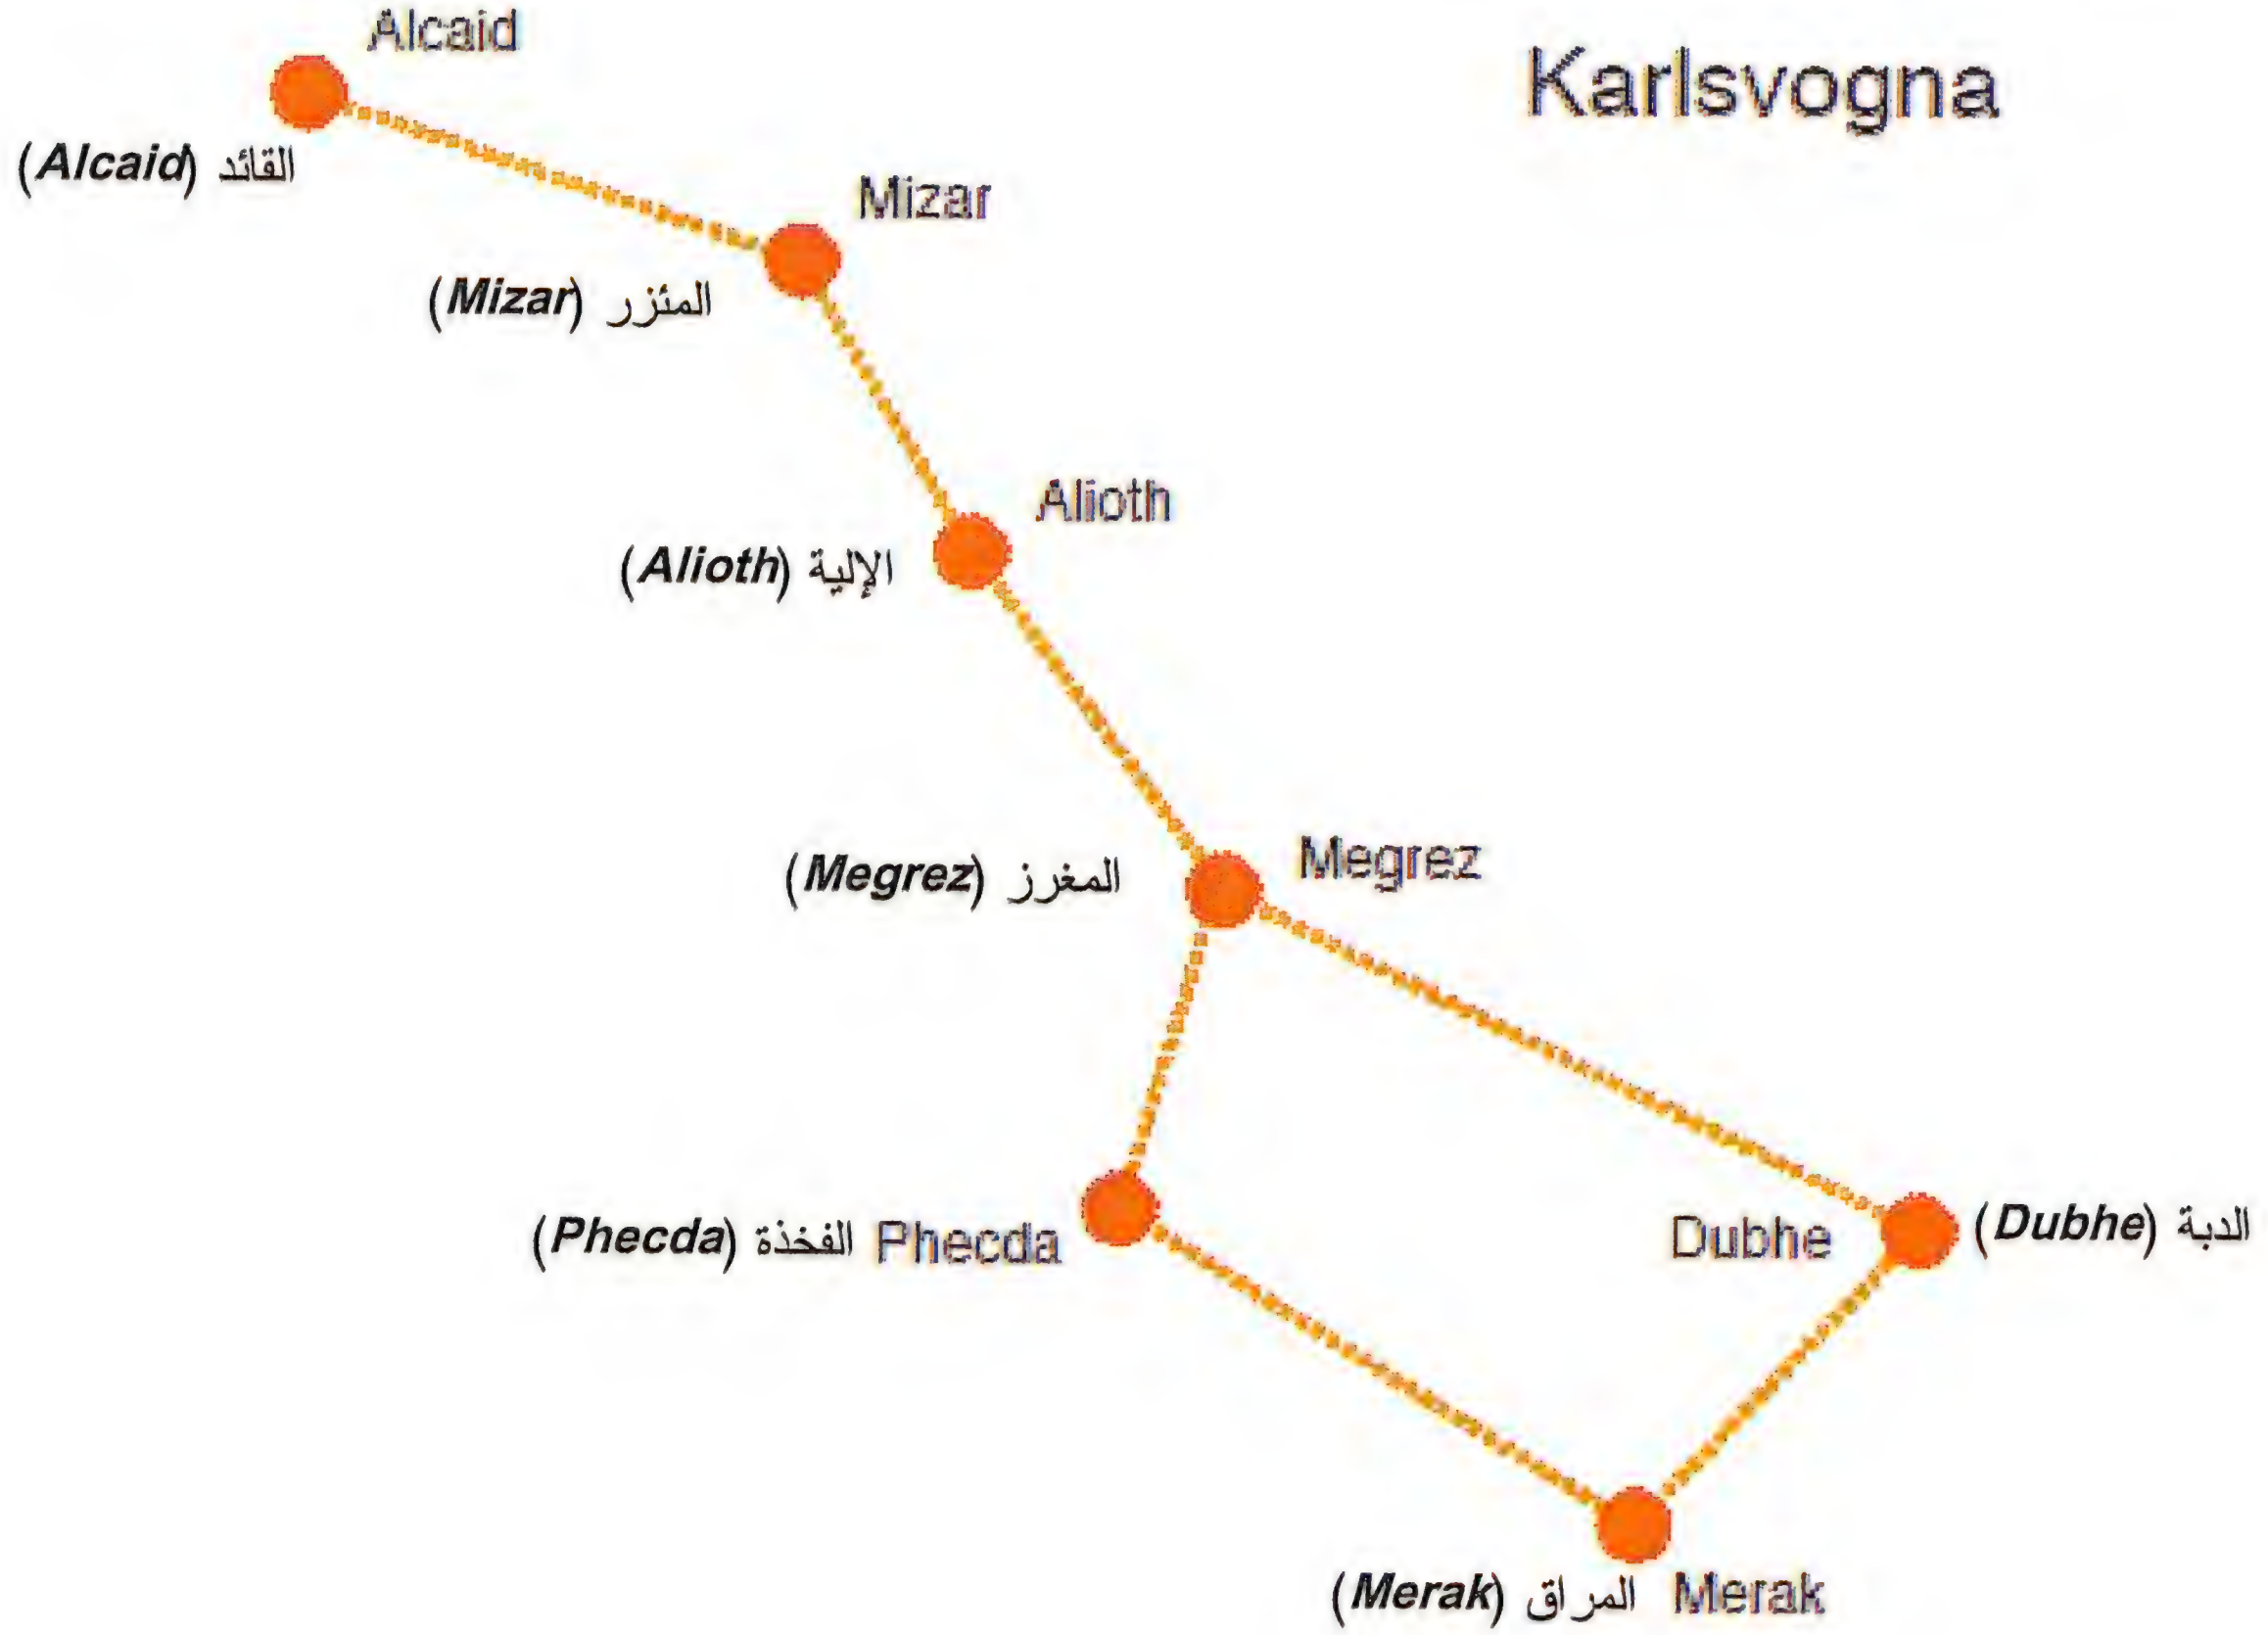 Alcaid
Karlsvogna
(Alcaid) القائد
Mizar
(Mizar) المئزر
Alioth
(Alioth) الإلية
Megrez
(Megrez) المغرز
(Phecda) الفخذة Phecda
Dubhe (Dubhe) الدبة
(Merak) المراق Merak